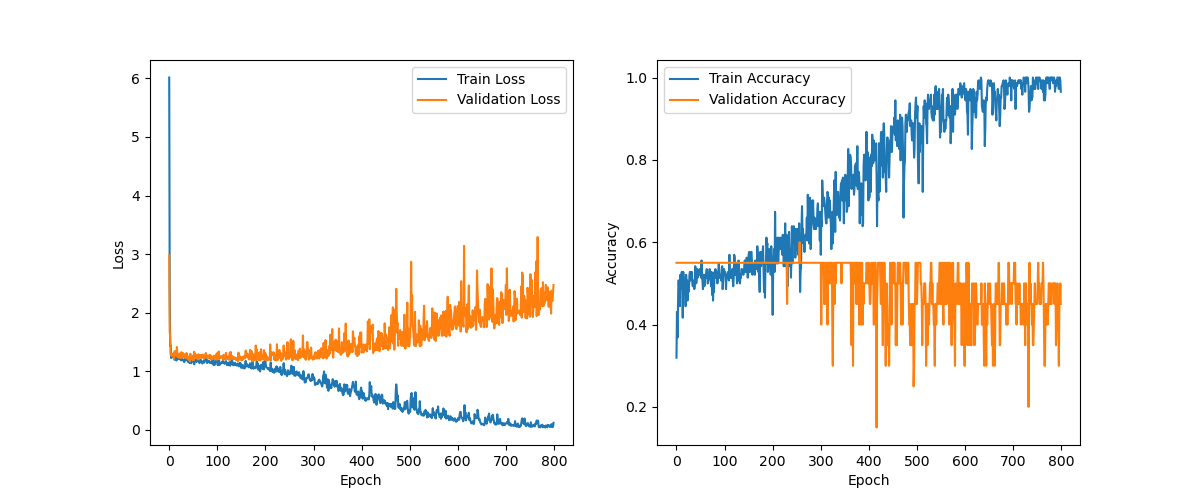 Train Loss
Validation Loss
6
5
4
3
2
1
0
Loss
0 100 200 300 400 500 600 700 800
Epoch
Train Accuracy
Validation Accuracy
1.0
0.8
0.6
0.4
0.2
Accuracy
0 100 200 300 400 500 600 700 800
Epoch